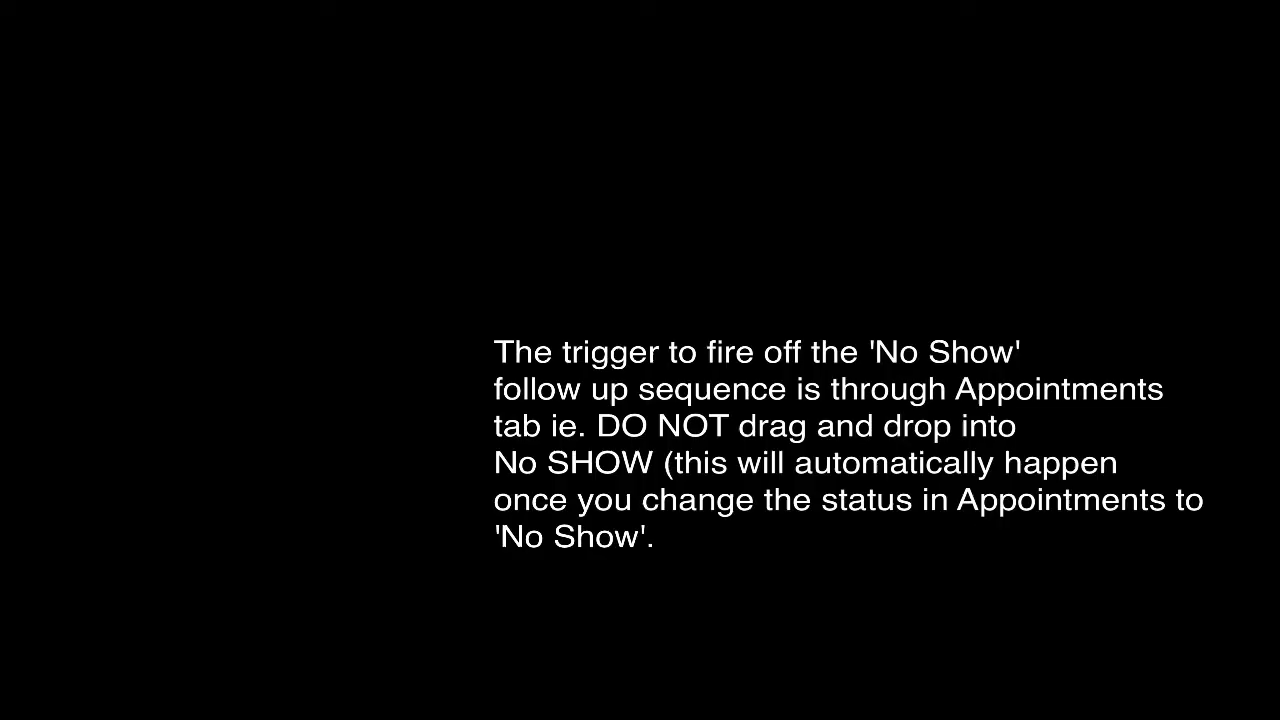 The trigger to fire off the 'No Show'
follow up sequence is through Appointments
tab ie. DO NOT drag and drop into
No SHOW (this will automatically happen
once you change the status in Appointments to
'No Show'.